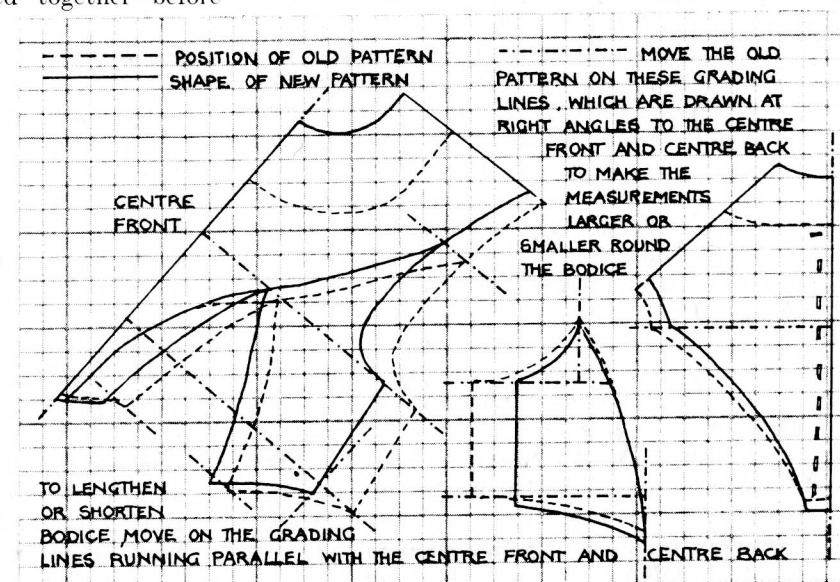 together before
POSITION OF OLD PATTERN
SHAPE OF NEW PATTERN
MOVE THE OLD
PATTERN ON THESE GRADING
LINES, WHICH ARE DRAWN AT
RIGHT ANGLES TO THE CENTRE
FRONT AND CENTRE BACK
TO MAKE THE
MEASUREMENTS
LARGER OR
SMALLER ROUND
THE BODICE
CENTRE
FRONT
TO LENGTHEN
OR SHORTEN
BODICE MOVE ON THE GRADING
LINES RUNNING PARALLEL WITH THE CENTRE FRONT AND CENTRE BACK